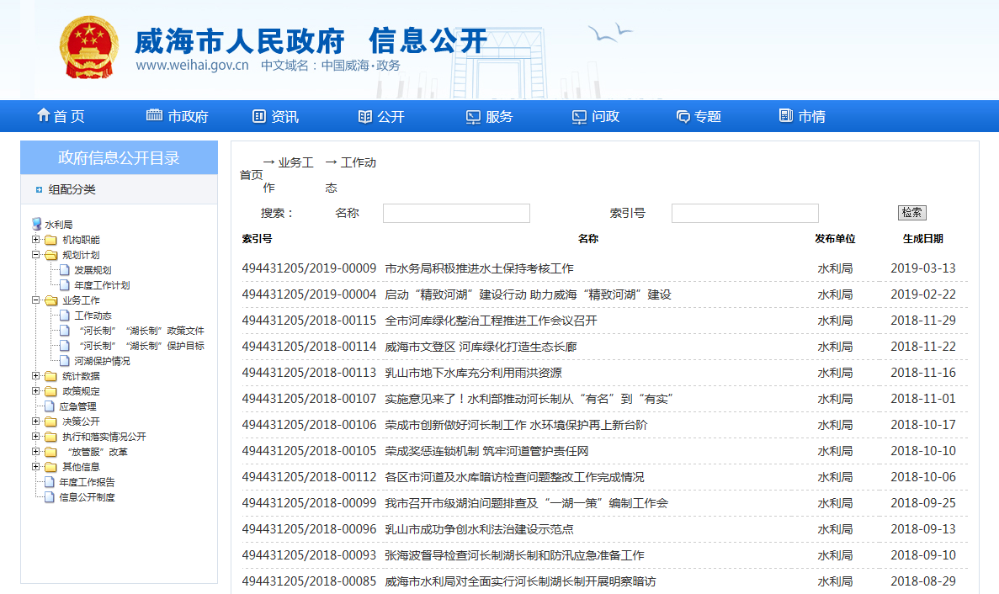 威海市人民政府 信息公开
www.weihai.gov.cn 中文域名：中国威海·政务
首页 市政府 资讯 公开 服务 问政 专题 市情
政府信息公开目录
组配分类
水利局
机构职能
规划计划
发展规划
年度工作计划
业务工作
工作动态
“河长制” “湖长制”政策文件
“河长制” “湖长制”保护目标
河湖保护情况
统计数据
政策规定
应急管理
决策公开
执行和落实情况公开
“放管服”改革
其他信息
年度工作报告
信息公开制度
首页 →业务工作 →工作动态
搜索： 名称 索引号 检索
索引号 名称 发布单位 生成日期
494431205/2019-00009 市水务局积极推进水土保持考核工作 水利局 2019-03-13
494431205/2019-00004 启动“精致河湖”建设行动 助力威海“精致河湖”建设 水利局 2019-02-22
494431205/2018-00115 全市河库绿化整治工程推进工作会议召开 水利局 2018-11-29
494431205/2018-00114 威海市文登区 河库绿化打造生态长廊 水利局 2018-11-22
494431205/2018-00113 乳山市地下水库充分利用雨洪资源 水利局 2018-11-16
494431205/2018-00107 实施意见来了！水利部推动河长制从“有名”到“有实” 水利局 2018-11-01
494431205/2018-00106 荣成市创新做好河长制工作 水环境保护再上新台阶 水利局 2018-10-17
494431205/2018-00105 荣成奖惩连锁机制 筑牢河道管护责任网 水利局 2018-10-10
494431205/2018-00112 各区市河道及水库暗访检查问题整改工作完成情况 水利局 2018-10-06
494431205/2018-00099 我市召开市级湖泊问题排查及“一湖一策”编制工作会 水利局 2018-09-25
494431205/2018-00096 乳山市成功争创水利法治建设示范点 水利局 2018-09-13
494431205/2018-00093 张海波督导检查河长制湖长制和防汛应急准备工作 水利局 2018-09-10
494431205/2018-00085 威海市水利局对全面实行河长制湖长制开展明察暗访 水利局 2018-08-29